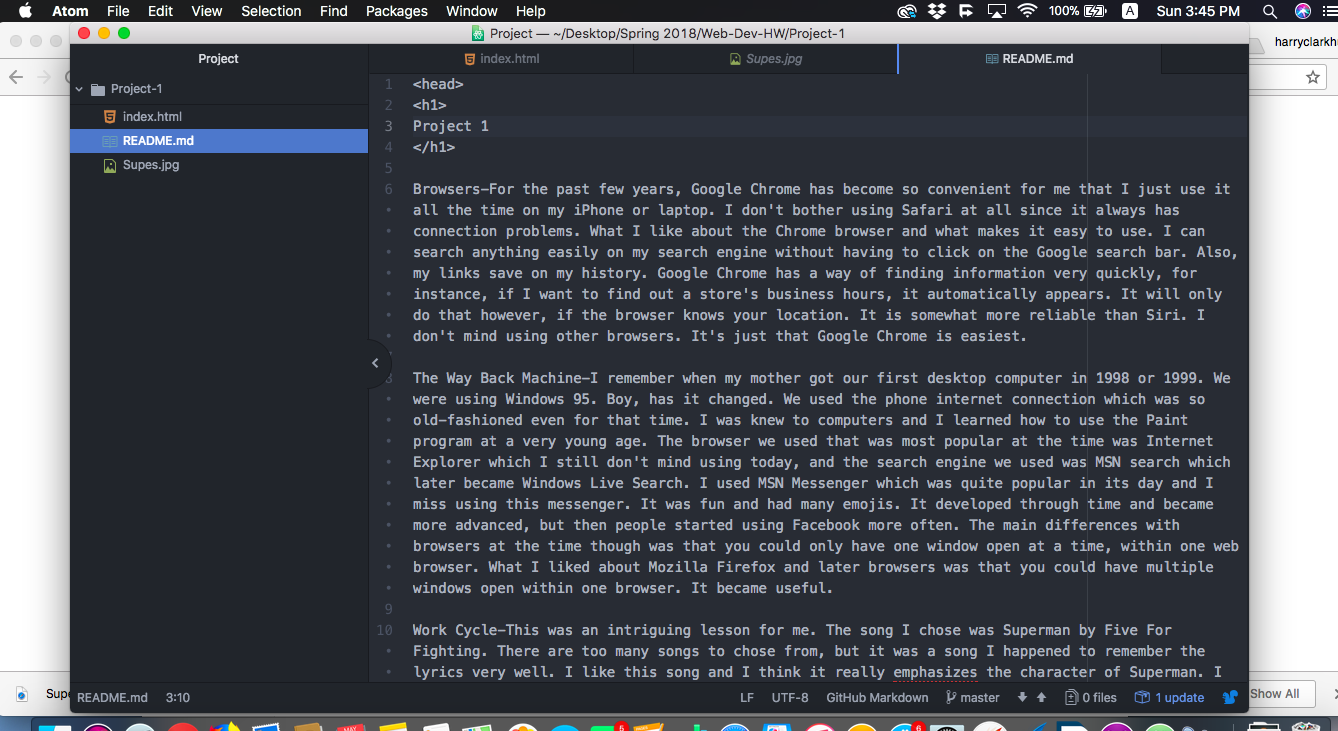 Atom File Edit View Selection Find Packages Window Help 100% A Sun 3:45 PM
Project — ~/Desktop/Spring 2018/Web-Dev-HW/Project-1
harryclarkh
Project
index.html
Supes.jpg
README.md
Project-1
index.html
README.md
Supes.jpg
1 <head>
2 <h1>
3 Project 1
4 </h1>
5
6 Browsers-For the past few years, Google Chrome has become so convenient for me that I just use it
all the time on my iPhone or laptop. I don't bother using Safari at all since it always has
connection problems. What I like about the Chrome browser and what makes it easy to use. I can
search anything easily on my search engine without having to click on the Google search bar. Also,
my links save on my history. Google Chrome has a way of finding information very quickly, for
instance, if I want to find out a store's business hours, it automatically appears. It will only
do that however, if the browser knows your location. It is somewhat more reliable than Siri. I
don't mind using other browsers. It's just that Google Chrome is easiest.
The Way Back Machine-I remember when my mother got our first desktop computer in 1998 or 1999. We
were using Windows 95. Boy, has it changed. We used the phone internet connection which was so
old-fashioned even for that time. I was knew to computers and I learned how to use the Paint
program at a very young age. The browser we used that was most popular at the time was Internet
Explorer which I still don't mind using today, and the search engine we used was MSN search which
later became Windows Live Search. I used MSN Messenger which was quite popular in its day and I
miss using this messenger. It was fun and had many emojis. It developed through time and became
more advanced, but then people started using Facebook more often. The main differences with
browsers at the time though was that you could only have one window open at a time, within one web
browser. What I liked about Mozilla Firefox and later browsers was that you could have multiple
windows open within one browser. It became useful.
9
10 Work Cycle-This was an intriguing lesson for me. The song I chose was Superman by Five For
Fighting. There are too many songs to chose from, but it was a song I happened to remember the
lyrics very well. I like this song and I think it really emphasizes the character of Superman. I
Supe
README.md 3:10 LF UTF-8 GitHub Markdown master 0 files 1 update
Show All
MAY
5
6